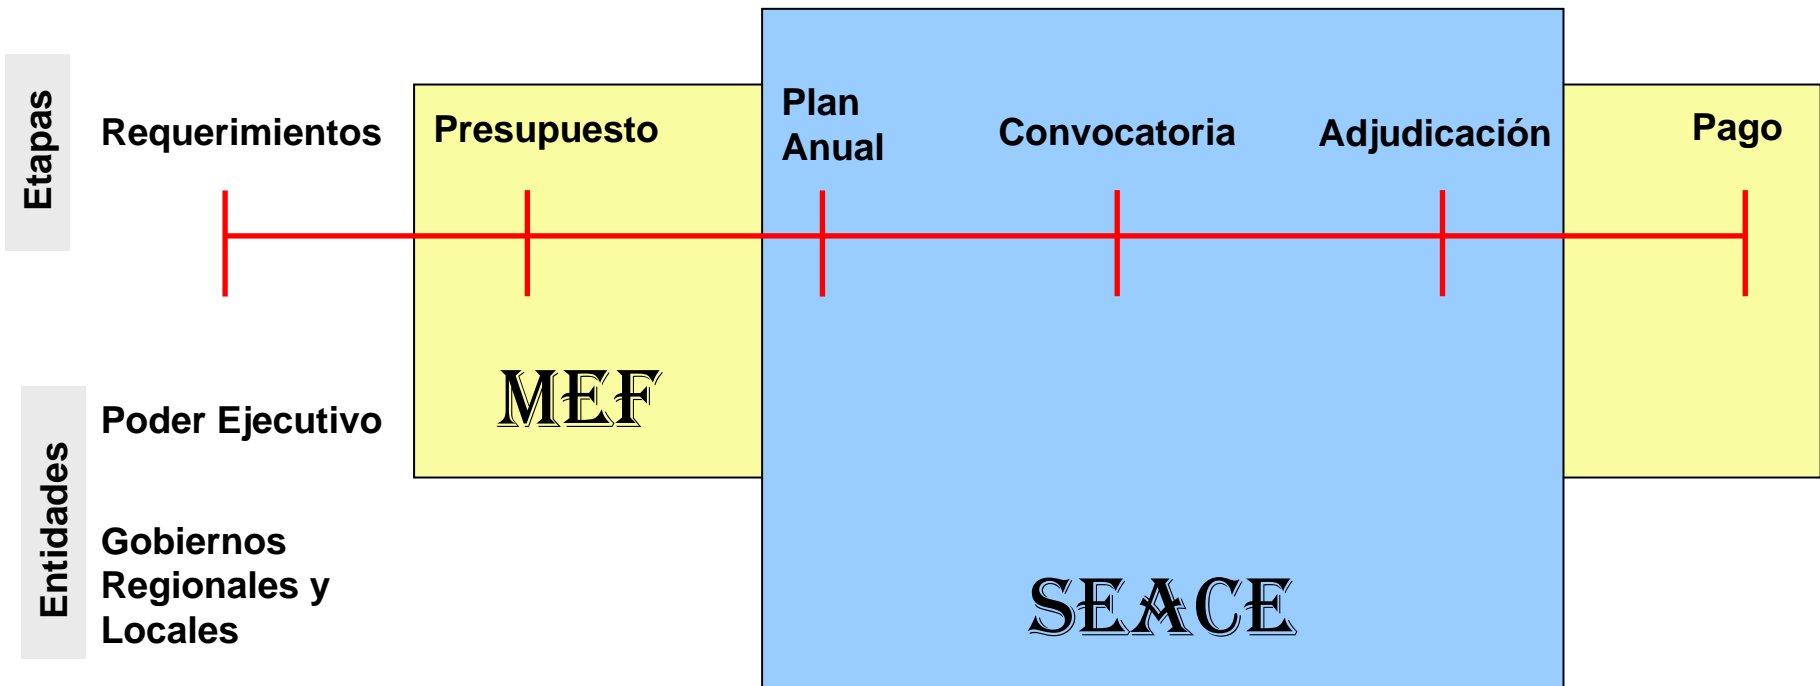 Etapas
Requerimientos
Presupuesto
Plan
Anual
Convocatoria
Adjudicación
Pago
MEF
Entidades
Poder Ejecutivo
Gobiernos
Regionales y
Locales
SEACE